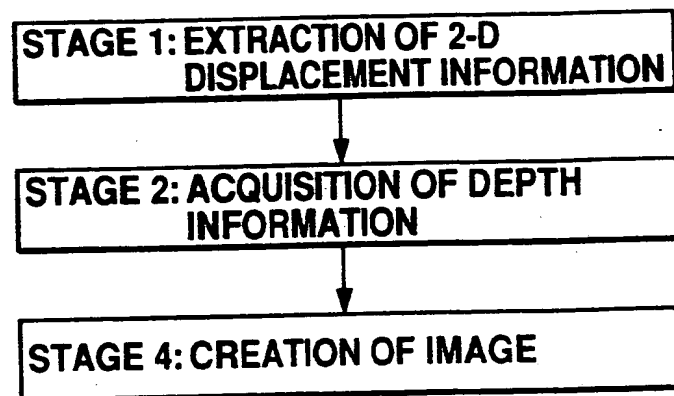 STAGE 1: EXTRACTION OF 2-D
DISPLACEMENT INFORMATION
STAGE 2: ACQUISITION OF DEPTH
INFORMATION
STAGE 4: CREATION OF IMAGE